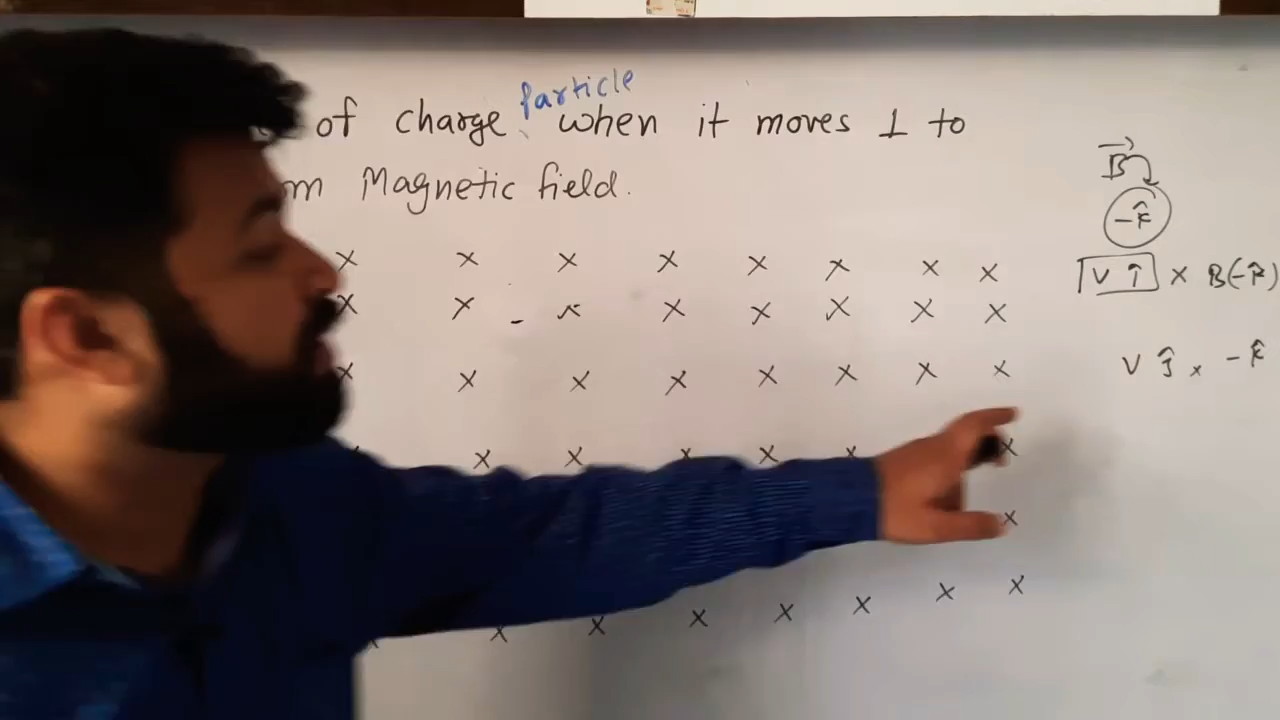 particle
of charge when it moves ⊥ to
Magnetic field.
B⃗
-k̂
x x x x x x x x
v î × B(-k̂)
x x - x x x x x x
x x x x x x x x
v ĵ × -k̂
x x x x x x
x
x x x x x x x